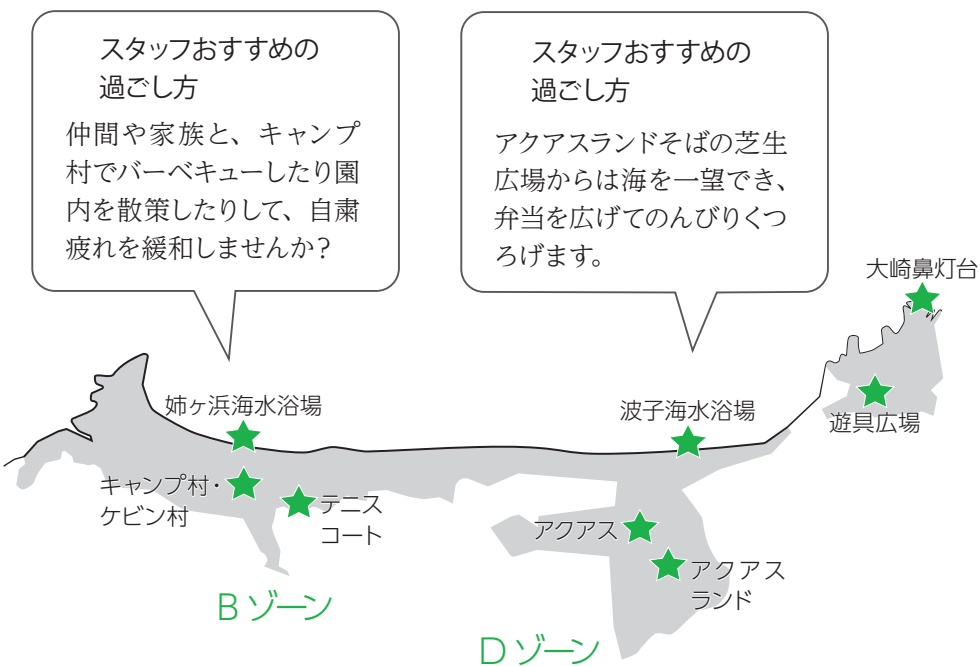 スタッフおすすめの
過ごし方
仲間や家族と、キャンプ
村でバーベキューしたり園
内を散策したりして、自粛
疲れを緩和しませんか?
スタッフおすすめの
過ごし方
アクアスランドそばの芝生
広場からは海を一望でき、
弁当を広げてのんびりくつ
ろげます。
大崎鼻灯台
遊具広場
姉ヶ浜海水浴場
波子海水浴場
キャンプ村・
ケビン村
テニス
コート
アクアス
アクアス
ランド
Bゾーン
Dゾーン